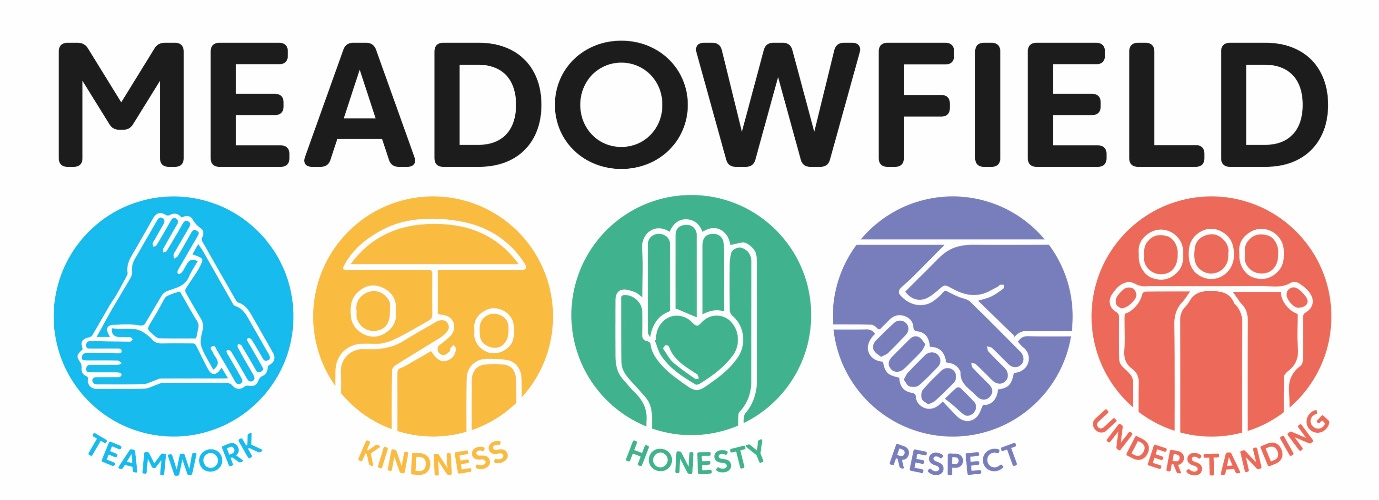 MEADOWFIELD
TEAMWORK
KINDNESS
HONESTY
RESPECT
UNDERSTANDING